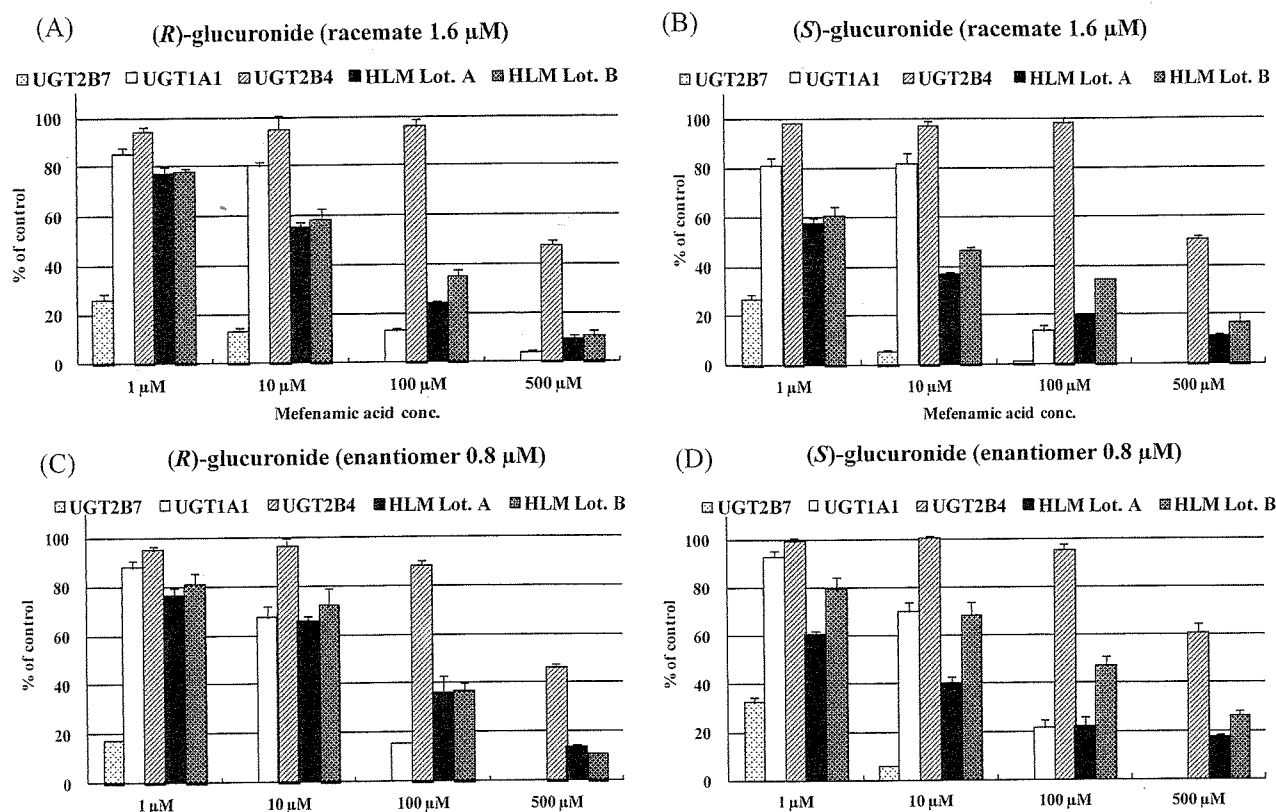 (A)
(R)-glucuronide (racemate 1.6 µM)
UGT2B7 UGT1A1 UGT2B4 HLM Lot. A HLM Lot. B
% of control
100
80
60
40
20
0
1 µM 10 µM 100 µM 500 µM
Mefenamic acid conc.
(B)
(S)-glucuronide (racemate 1.6 µM)
UGT2B7 UGT1A1 UGT2B4 HLM Lot. A HLM Lot. B
% of control
100
80
60
40
20
0
1 µM 10 µM 100 µM 500 µM
Mefenamic acid conc.
(C)
(R)-glucuronide (enantiomer 0.8 µM)
UGT2B7 UGT1A1 UGT2B4 HLM Lot. A HLM Lot. B
% of control
100
80
60
40
20
0
1 µM 10 µM 100 µM 500 µM
(D)
(S)-glucuronide (enantiomer 0.8 µM)
UGT2B7 UGT1A1 UGT2B4 HLM Lot. A HLM Lot. B
% of control
100
80
60
40
20
0
1 µM 10 µM 100 µM 500 µM